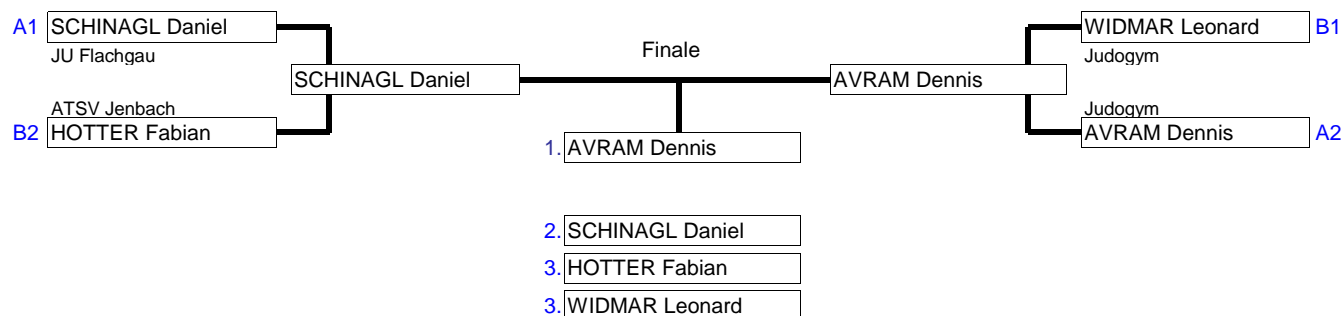 A1 SCHINAGL Daniel
JU Flachgau
SCHINAGL Daniel
ATSV Jenbach
B2 HOTTER Fabian
Finale
WIDMAR Leonard B1
Judogym
AVRAM Dennis
Judogym
AVRAM Dennis A2
1. AVRAM Dennis
2. SCHINAGL Daniel
3. HOTTER Fabian
3. WIDMAR Leonard